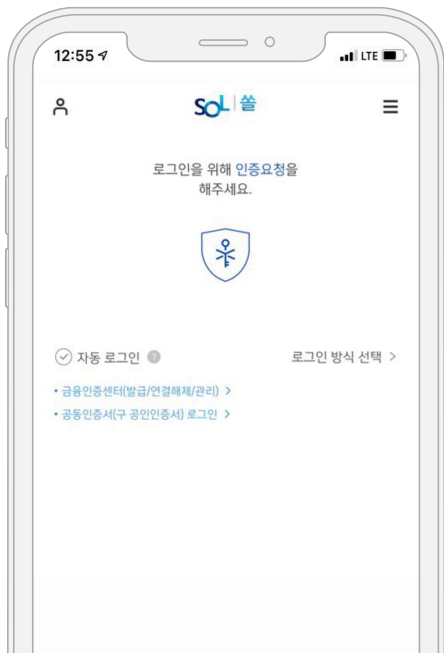 12:55
LTE
SOL 쏠
로그인을 위해 인증요청을
해주세요.
자동 로그인 ?
로그인 방식 선택 >
• 금융인증센터(발급/연결해제/관리) >
• 공동인증서(구 공인인증서) 로그인 >